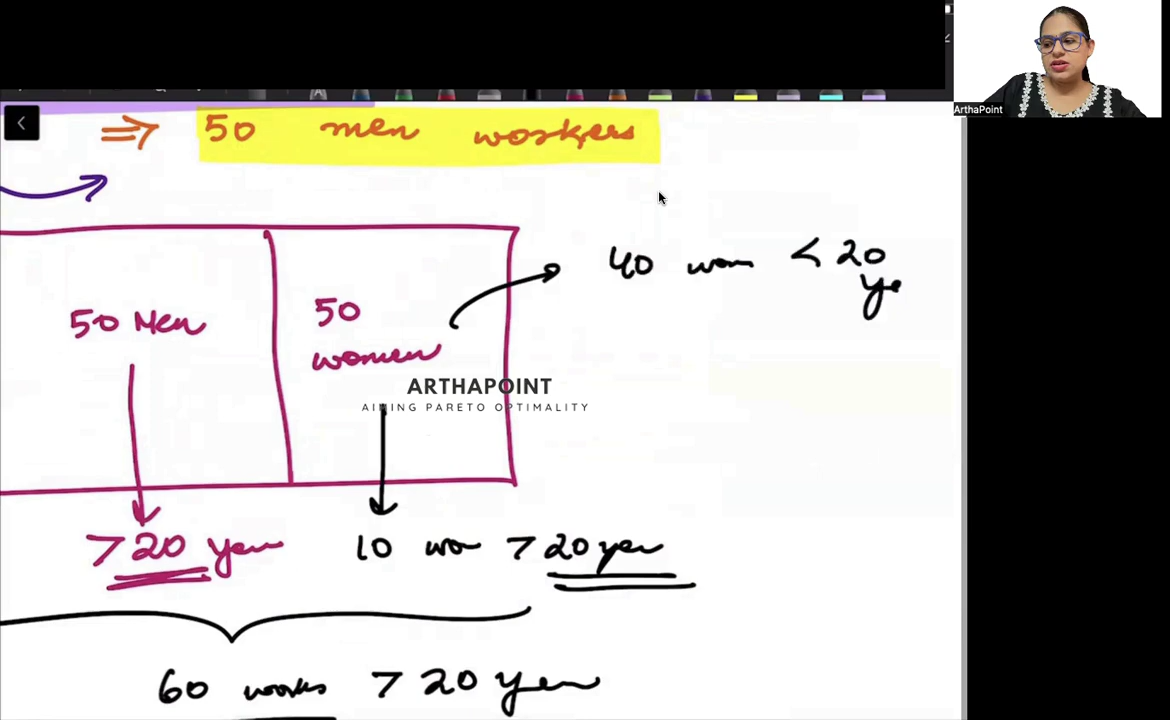 ArthaPoint
⇒ 50 men workers
40 wom < 20
ye
50 Men
50
women
ARTHAPOINT
AIMING PARETO OPTIMALITY
> 20 year
10 wom > 20 year
60 works > 20 year